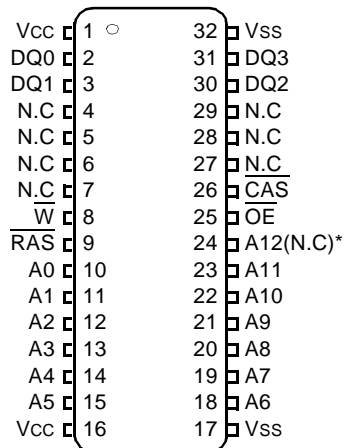 Vcc 1 32 Vss
DQ0 2 31 DQ3
DQ1 3 30 DQ2
N.C 4 29 N.C
N.C 5 28 N.C
N.C 6 27 N.C
N.C 7 26 CAS
W 8 25 OE
RAS 9 24 A12(N.C)*
A0 10 23 A11
A1 11 22 A10
A2 12 21 A9
A3 13 20 A8
A4 14 19 A7
A5 15 18 A6
Vcc 16 17 Vss